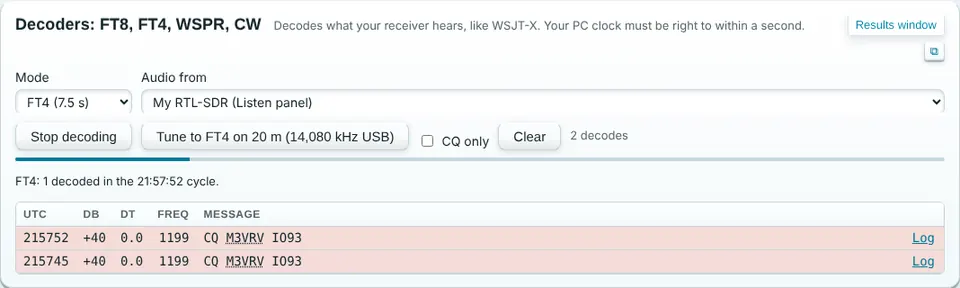 Decoders: FT8, FT4, WSPR, CW Decodes what your receiver hears, like WSJT-X. Your PC clock must be right to within a second. Results window
Mode Audio from
FT4 (7.5 s) My RTL-SDR (Listen panel)
Stop decoding Tune to FT4 on 20 m (14,080 kHz USB) CQ only Clear 2 decodes
FT4: 1 decoded in the 21:57:52 cycle.
UTC DB DT FREQ MESSAGE
215752 +40 0.0 1199 CQ M3VRV IO93 Log
215745 +40 0.0 1199 CQ M3VRV IO93 Log